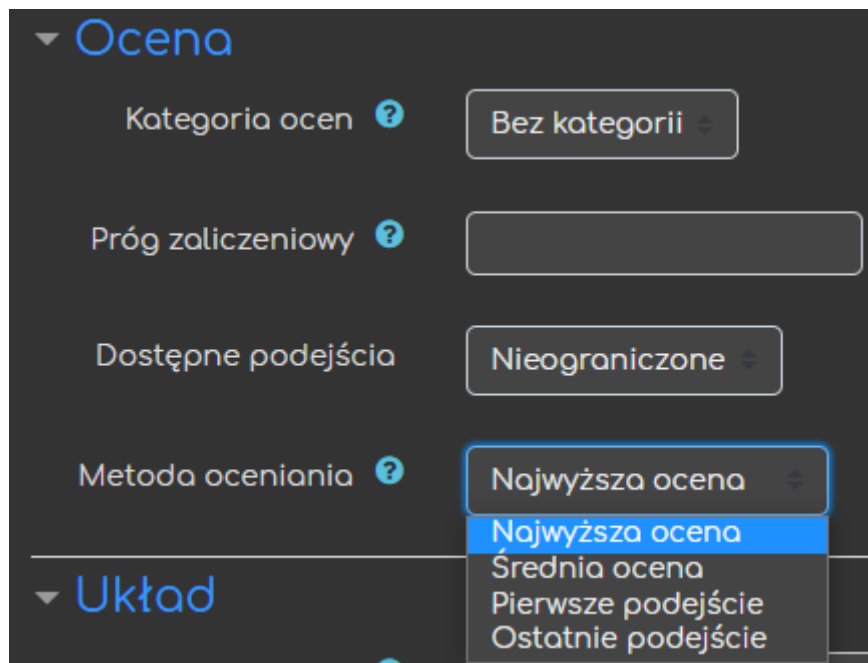 Ocena
Kategoria ocen
Bez kategorii
Próg zaliczeniowy
Dostępne podejścia
Nieograniczone
Metoda oceniania
Najwyższa ocena
Najwyższa ocena
Średnia ocena
Pierwsze podejście
Ostatnie podejście
Układ